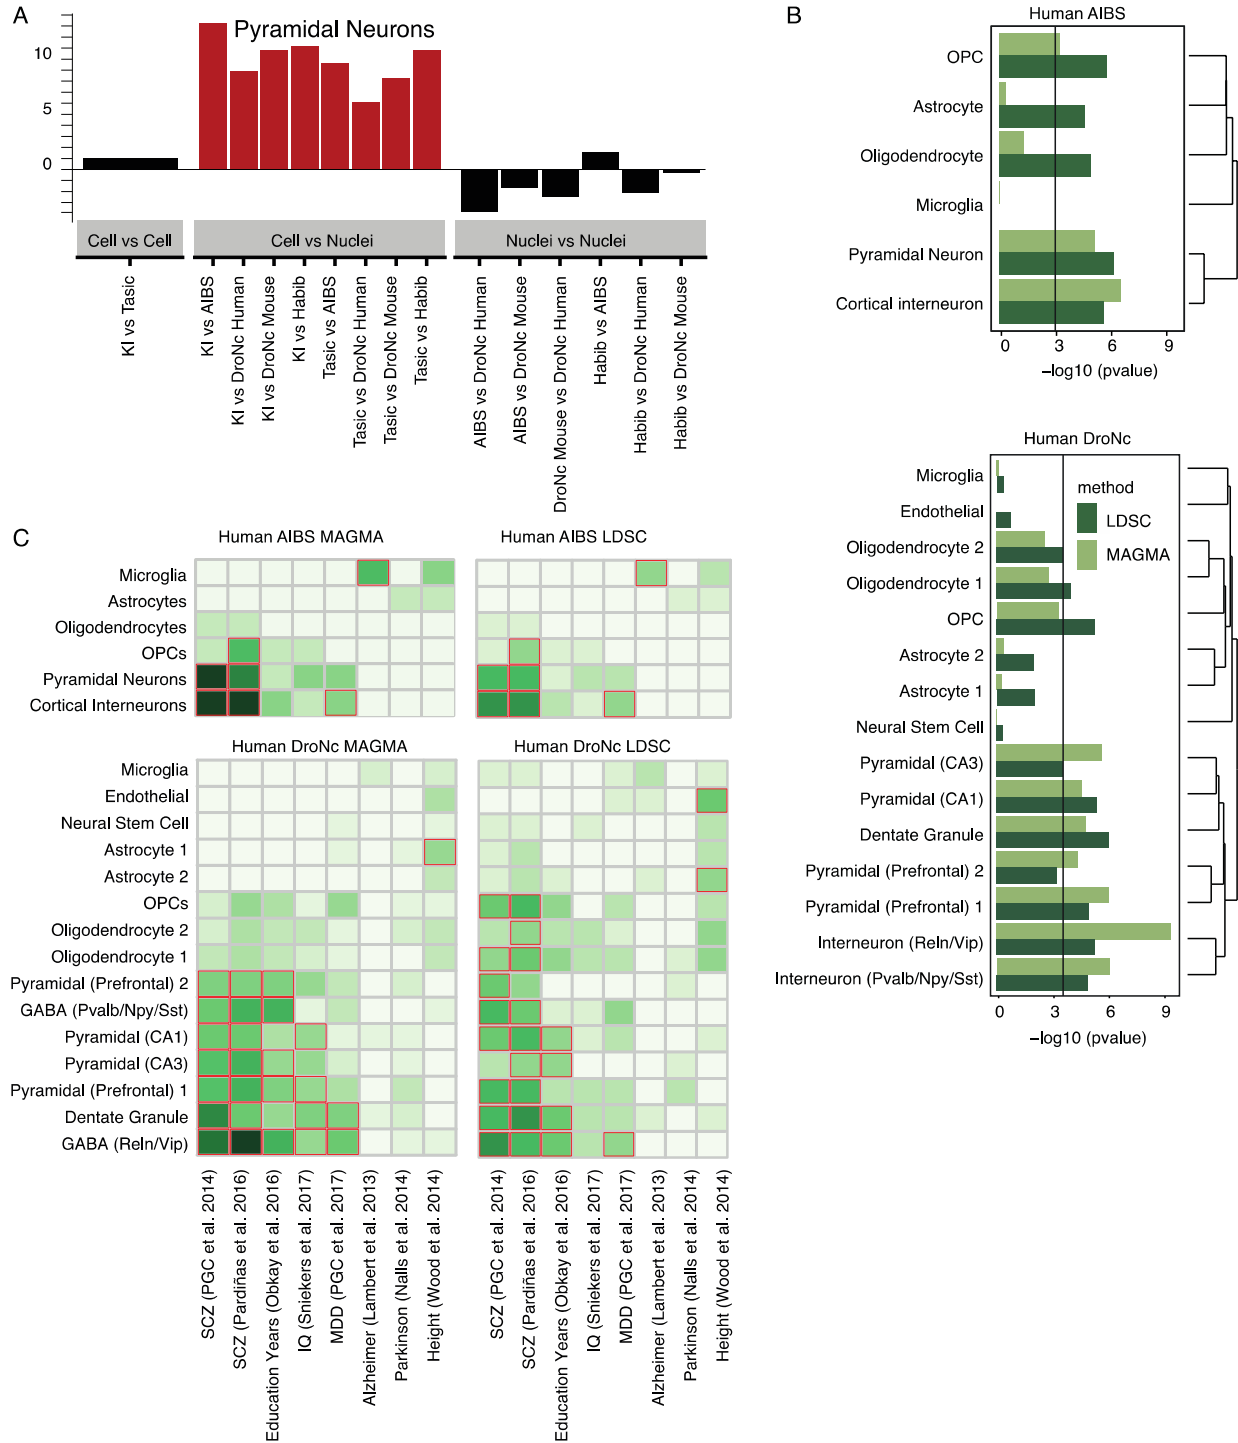 A
Pyramidal Neurons
10
5
0
Cell vs Cell
Cell vs Nuclei
Nuclei vs Nuclei
KI vs Tasic
KI vs AIBS
KI vs DroNc Human
KI vs DroNc Mouse
KI vs Habib
Tasic vs AIBS
Tasic vs DroNc Human
Tasic vs DroNc Mouse
Tasic vs Habib
AIBS vs DroNc Human
AIBS vs DroNc Mouse
DroNc Mouse vs DroNc Human
Habib vs AIBS
Habib vs DroNc Human
Habib vs DroNc Mouse
B
Human AIBS
OPC
Astrocyte
Oligodendrocyte
Microglia
Pyramidal Neuron
Cortical interneuron
0 3 6 9
−log10 (pvalue)
Human DroNc
Microglia
Endothelial
Oligodendrocyte 2
Oligodendrocyte 1
OPC
Astrocyte 2
Astrocyte 1
Neural Stem Cell
Pyramidal (CA3)
Pyramidal (CA1)
Dentate Granule
Pyramidal (Prefrontal) 2
Pyramidal (Prefrontal) 1
Interneuron (Reln/Vip)
Interneuron (Pvalb/Npy/Sst)
method
LDSC
MAGMA
0 3 6 9
−log10 (pvalue)
C
Human AIBS MAGMA
Human AIBS LDSC
Microglia
Astrocytes
Oligodendrocytes
OPCs
Pyramidal Neurons
Cortical Interneurons
Human DroNc MAGMA
Human DroNc LDSC
Microglia
Endothelial
Neural Stem Cell
Astrocyte 1
Astrocyte 2
OPCs
Oligodendrocyte 2
Oligodendrocyte 1
Pyramidal (Prefrontal) 2
GABA (Pvalb/Npy/Sst)
Pyramidal (CA1)
Pyramidal (CA3)
Pyramidal (Prefrontal) 1
Dentate Granule
GABA (Reln/Vip)
SCZ (PGC et al. 2014)
SCZ (Pardiñas et al. 2016)
Education Years (Obkay et al. 2016)
IQ (Sniekers et al. 2017)
MDD (PGC et al. 2017)
Alzheimer (Lambert et al. 2013)
Parkinson (Nalls et al. 2014)
Height (Wood et al. 2014)
SCZ (PGC et al. 2014)
SCZ (Pardiñas et al. 2016)
Education Years (Obkay et al. 2016)
IQ (Sniekers et al. 2017)
MDD (PGC et al. 2017)
Alzheimer (Lambert et al. 2013)
Parkinson (Nalls et al. 2014)
Height (Wood et al. 2014)